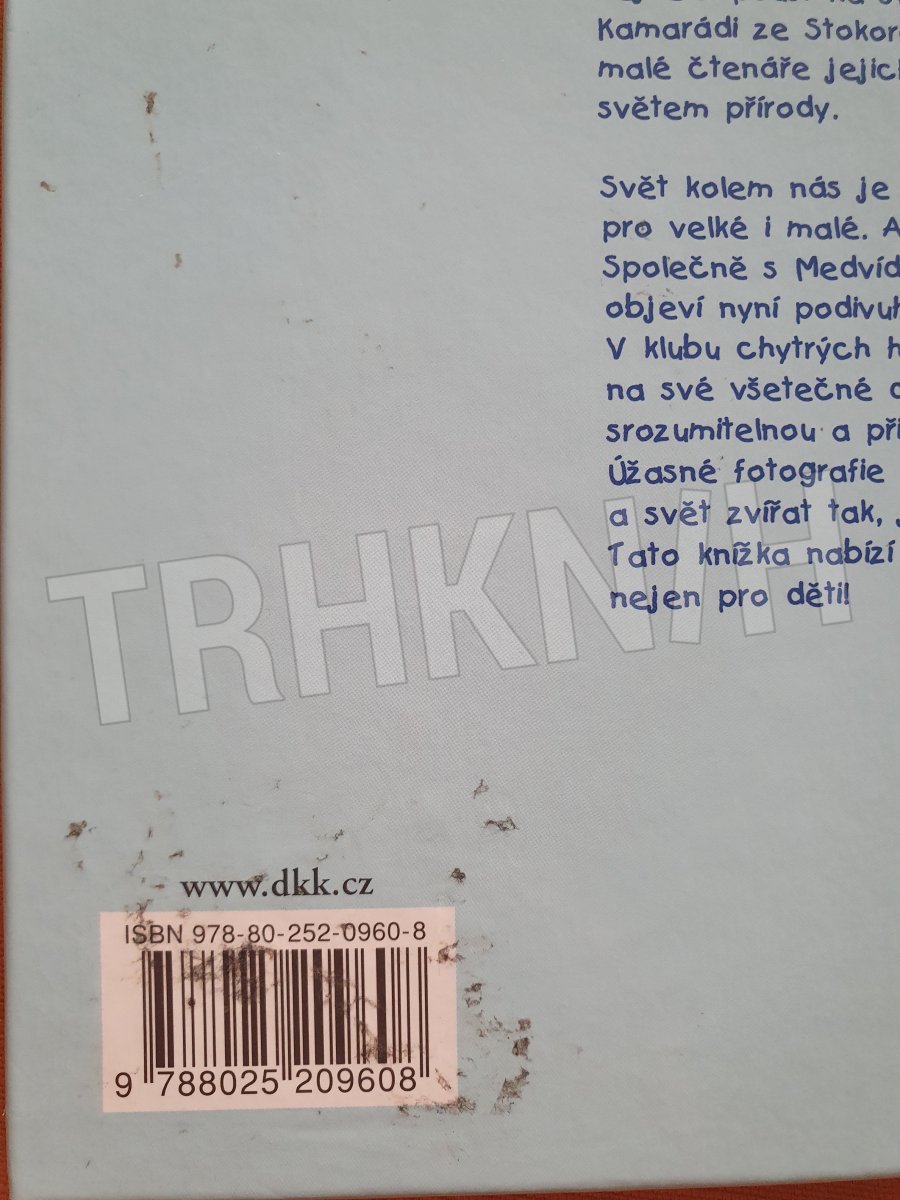 Kamarádi ze Stokor
malé čtenáře jejich
světem přírody.
Svět kolem nás je
pro velké i malé. A
Společně s Medvíd
objeví nyní podivuh
V klubu chytrých h
na své všetečné
srozumitelnou a při
Úžasné fotografie
a svět zvířat tak,
Tato knížka nabízí
nejen pro děti!
TRHKNIH
www.dkk.cz
ISBN 978-80-252-0960-8
9 788025 209608